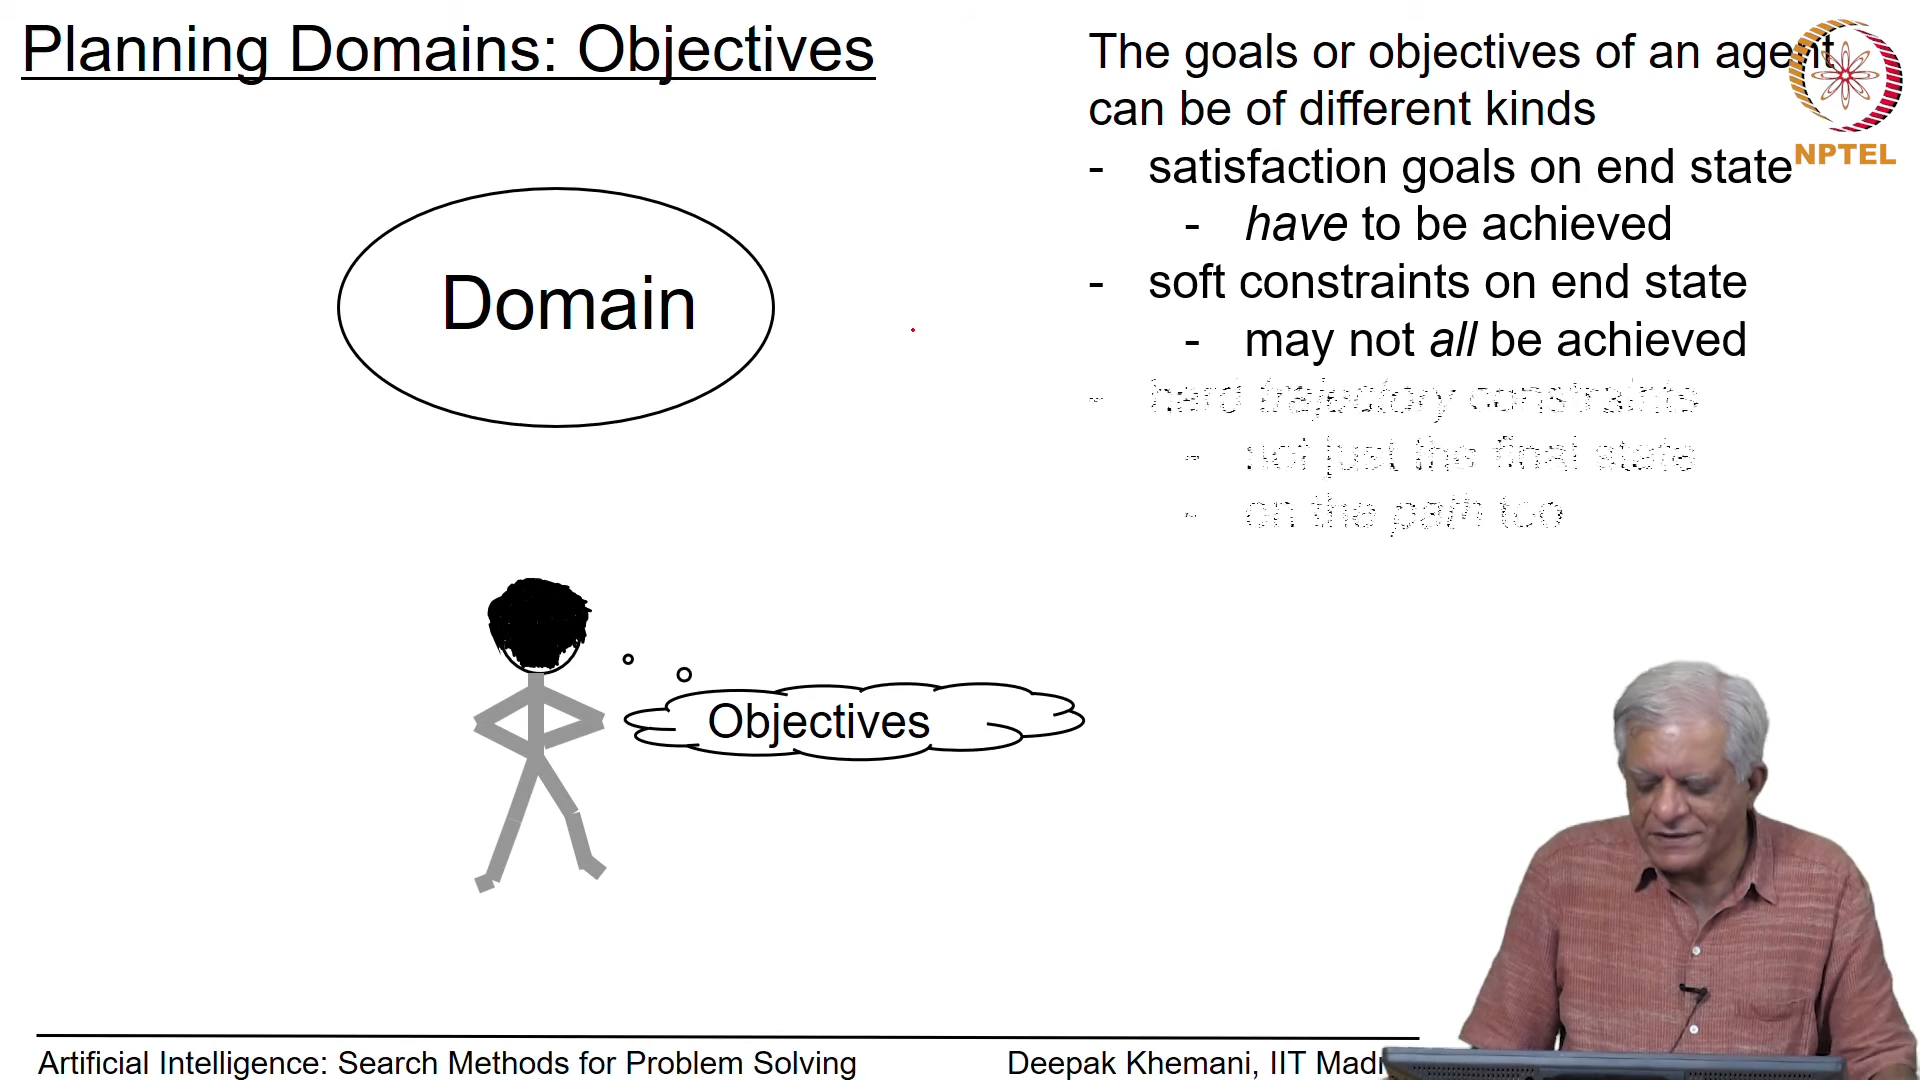 Planning Domains: Objectives
The goals or objectives of an agent
can be of different kinds
- satisfaction goals on end state
- have to be achieved
- soft constraints on end state
- may not all be achieved
- hard trajectory constraints
- not just the final state
- on the path too
NPTEL
Domain
Objectives
Artificial Intelligence: Search Methods for Problem Solving
Deepak Khemani, IIT Madr